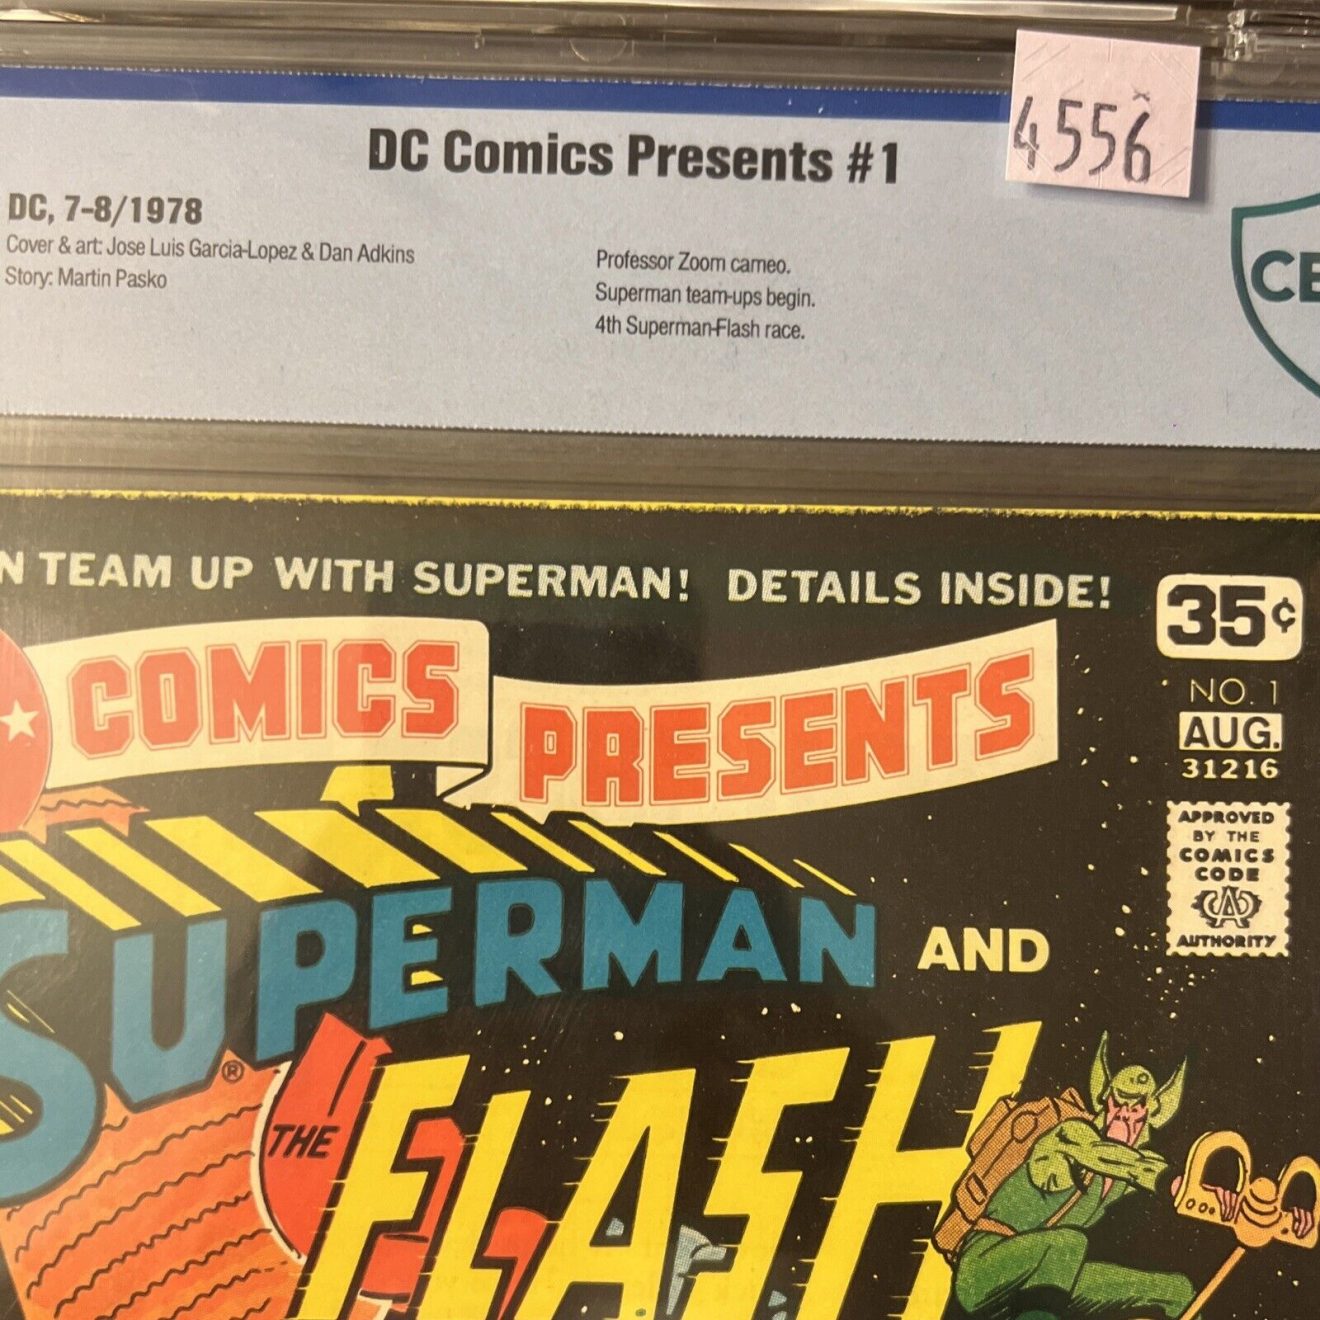 4556
DC Comics Presents #1
DC, 7-8/1978
Cover & art: Jose Luis Garcia-Lopez & Dan Adkins
Story: Martin Pasko
Professor Zoom cameo.
Superman team-ups begin.
4th Superman-Flash race.
CE
N TEAM UP WITH SUPERMAN! DETAILS INSIDE!
35¢
COMICS
PRESENTS
NO. 1
AUG.
31216
APPROVED
BY THE
COMICS
CODE
CA
AUTHORITY
SUPERMAN AND
®
THE
FLASH